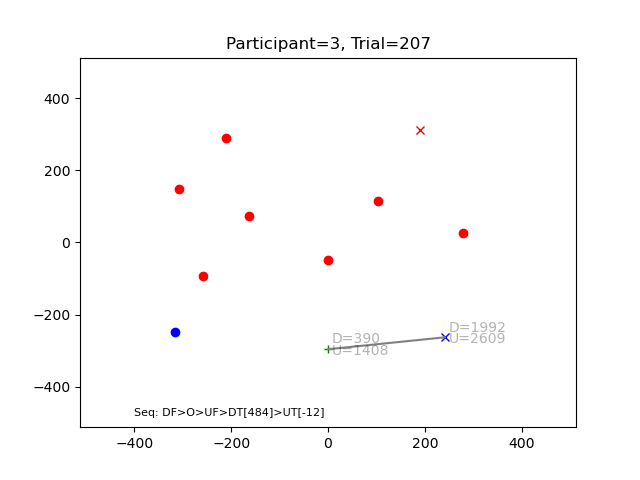 Participant=3, Trial=207
400
200
0
−200
−400
D=1992
D=390
U=2609
U=1408
Seq: DF>O>UF>DT[484]>UT[-12]
−400 −200 0 200 400